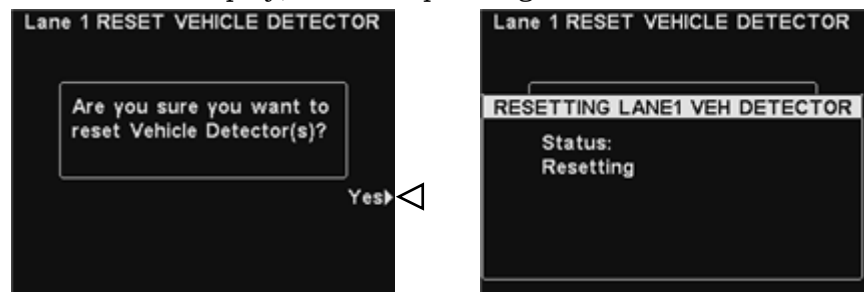 Lane 1 RESET VEHICLE DETECTOR
Are you sure you want to
reset Vehicle Detector(s)?
Yes
Lane 1 RESET VEHICLE DETECTOR
RESETTING LANE1 VEH DETECTOR
Status:
Resetting